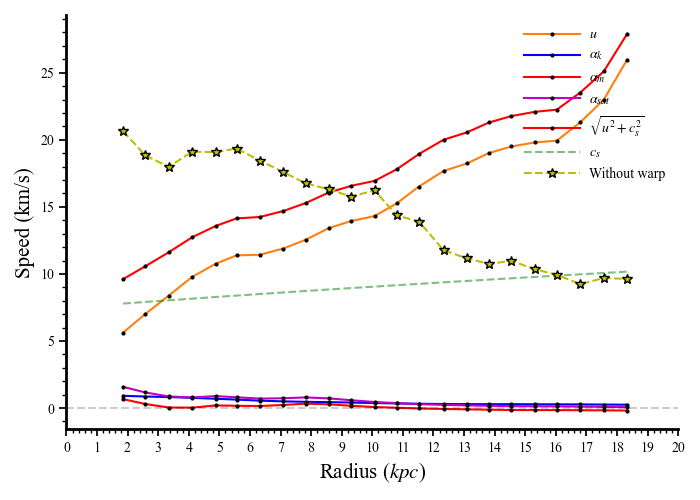 u
αk
αm
αsat
√u² + cs²
cs
Without warp
25
20
15
10
5
0
Speed (km/s)
0 1 2 3 4 5 6 7 8 9 10 11 12 13 14 15 16 17 18 19 20
Radius (kpc)